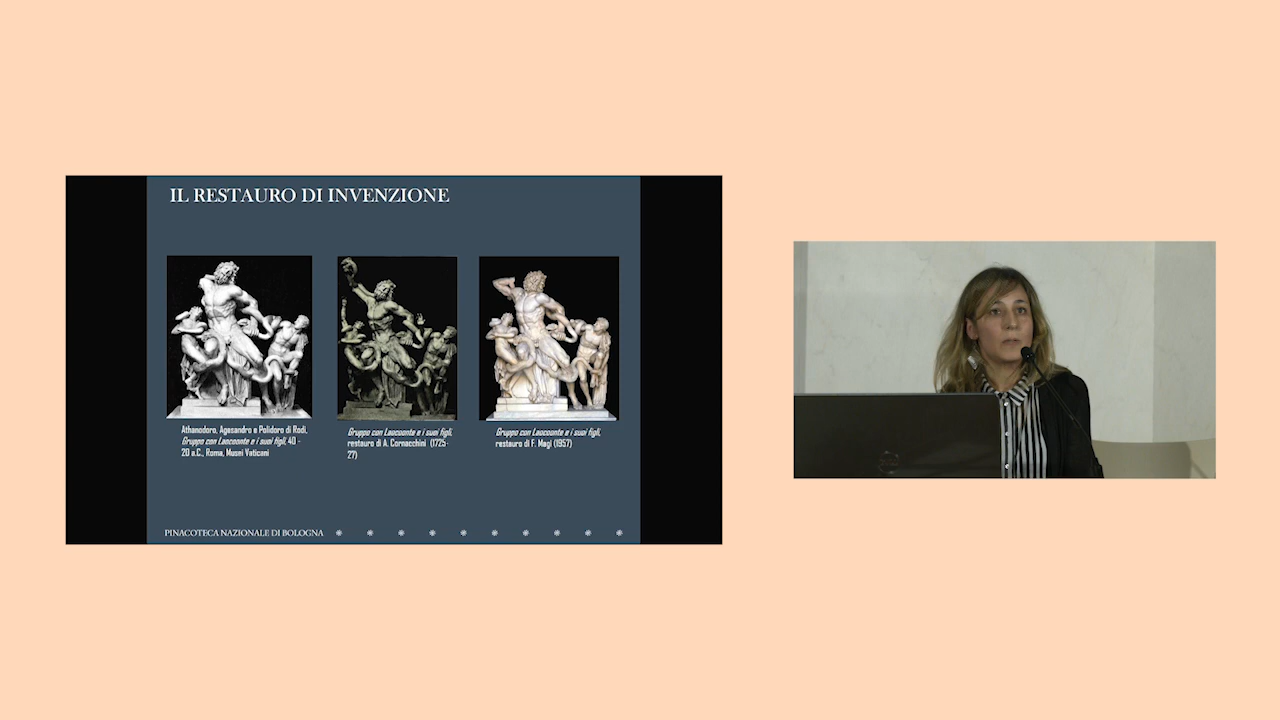 IL RESTAURO DI INVENZIONE
Athanodoro, Agesandro e Polidoro di Rodi,
Gruppo con Laocoonte e i suoi figli, 40 -
20 a.C., Roma, Musei Vaticani
Gruppo con Laocoonte e i suoi figli,
restauro di A. Cornacchini (1725-
27)
Gruppo con Laocoonte e i suoi figli,
restauro di F. Magi (1957)
PINACOTECA NAZIONALE DI BOLOGNA